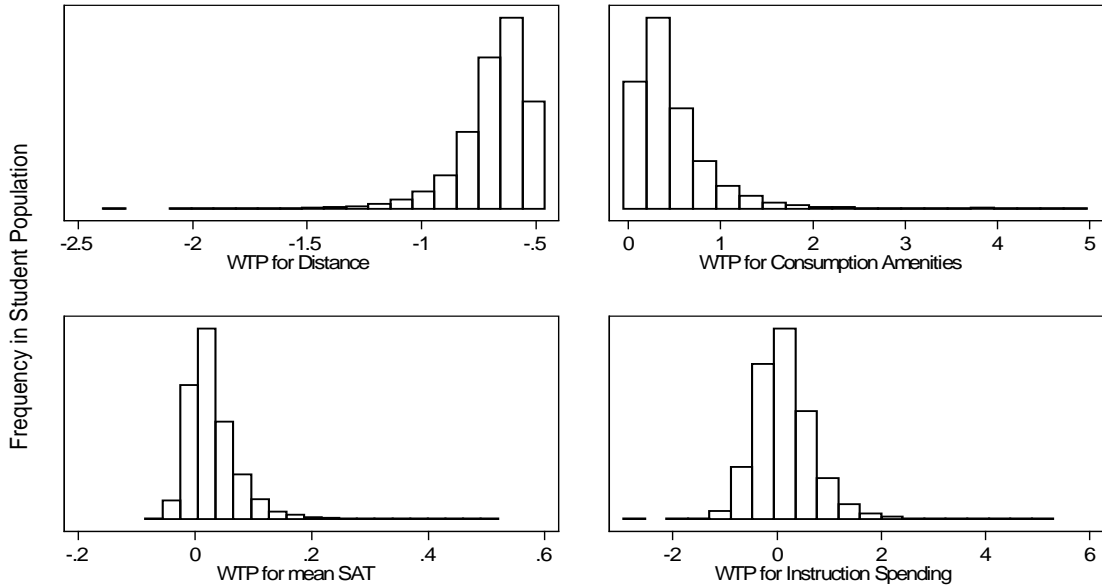 Frequency in Student Population
-2.5 -2 -1.5 -1 -.5
WTP for Distance
0 1 2 3 4 5
WTP for Consumption Amenities
-.2 0 .2 .4 .6
WTP for mean SAT
-2 0 2 4 6
WTP for Instruction Spending